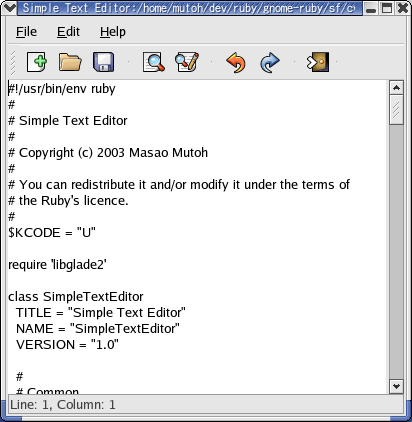 Simple Text Editor:/home/mutoh/dev/ruby/gnome-ruby/sf/cv
File Edit Help
#!/usr/bin/env ruby
#
# Simple Text Editor
#
# Copyright (c) 2003 Masao Mutoh
#
# You can redistribute it and/or modify it under the terms of
# the Ruby's licence.
#
$KCODE = "U"

require 'libglade2'

class SimpleTextEditor
  TITLE = "Simple Text Editor"
  NAME = "SimpleTextEditor"
  VERSION = "1.0"

  #
  # Common
Line: 1, Column: 1